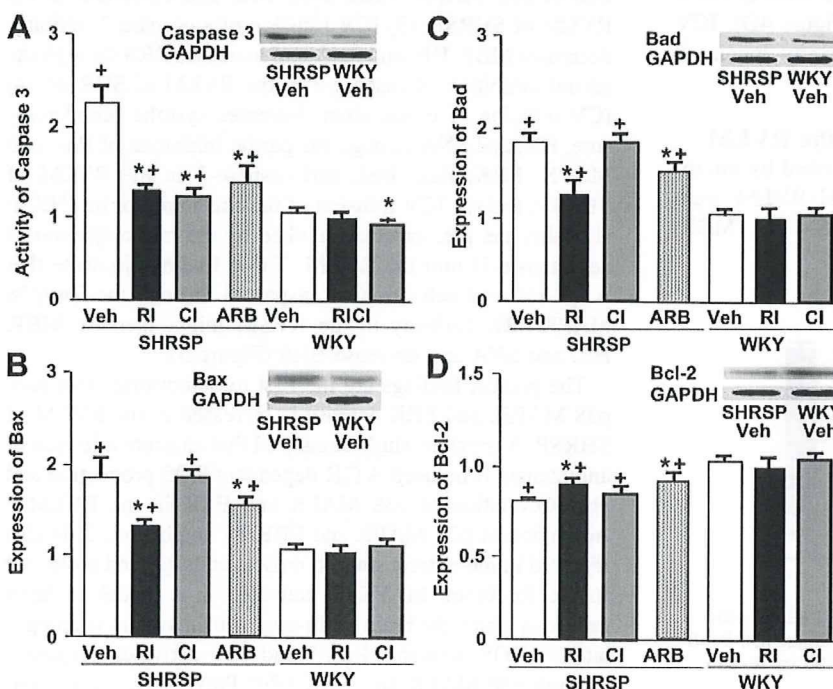 A
Caspase 3
GAPDH
SHRSP WKY
Veh Veh
Activity of Caspase 3
3
2
1
0
+
*+ *+ *+
*
Veh RI CI ARB Veh RICI
SHRSP WKY
C
Bad
GAPDH
SHRSP WKY
Veh Veh
Expression of Bad
3
2
1
0
+ *+ + *+
Veh RI CI ARB Veh RI CI
SHRSP WKY
B
Bax
GAPDH
SHRSP WKY
Veh Veh
Expression of Bax
3
2
1
0
+ *+ + *+
Veh RI CI ARB Veh RI CI
SHRSP WKY
D
Bcl-2
GAPDH
SHRSP WKY
Veh Veh
Expression of Bcl-2
1.0
0.5
0
+ *+ + *+
Veh RI CI ARB Veh RI CI
SHRSP WKY